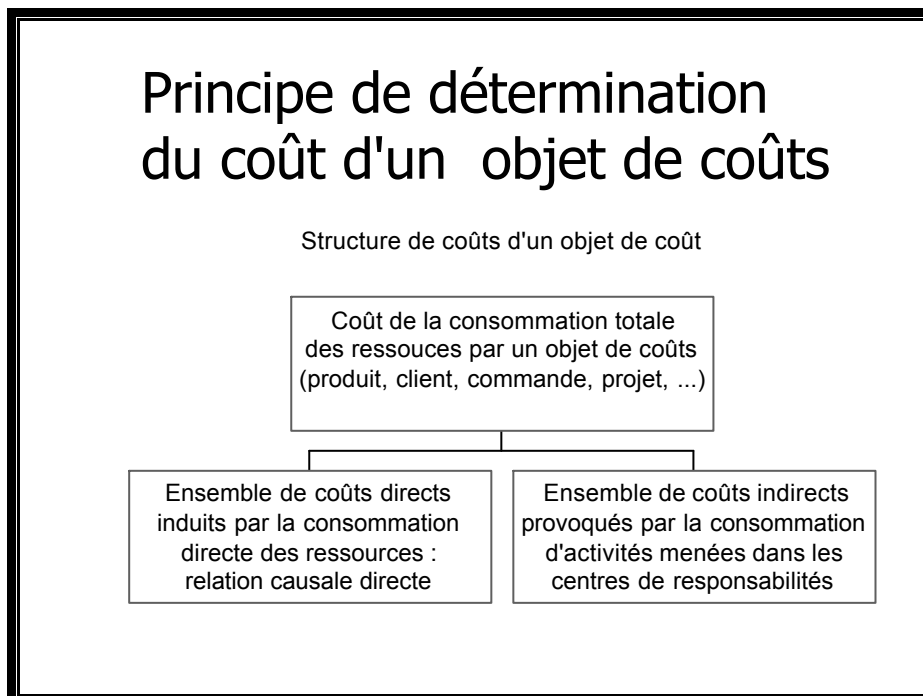 Principe de détermination
du coût d'un  objet de coûts
Structure de coûts d'un objet de coût
Coût de la consommation totale
des ressouces par un objet de coûts
(produit, client, commande, projet, ...)
Ensemble de coûts directs
induits par la consommation
directe des ressources :
relation causale directe
Ensemble de coûts indirects
provoqués par la consommation
d'activités menées dans les
centres de responsabilités